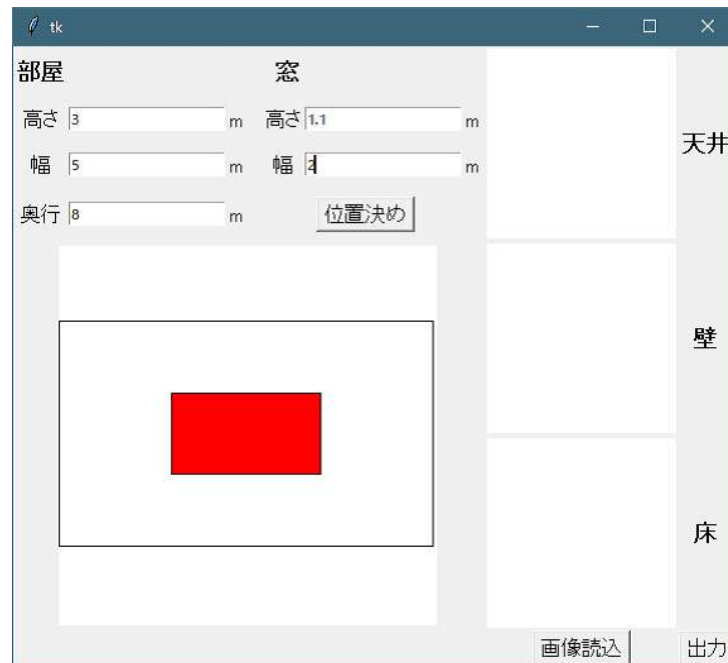 tk
部屋 窓
高さ 3 m 高さ 1.1 m
幅 5 m 幅 2 m
奥行 8 m 位置決め
天井
壁
床
画像読込 出力